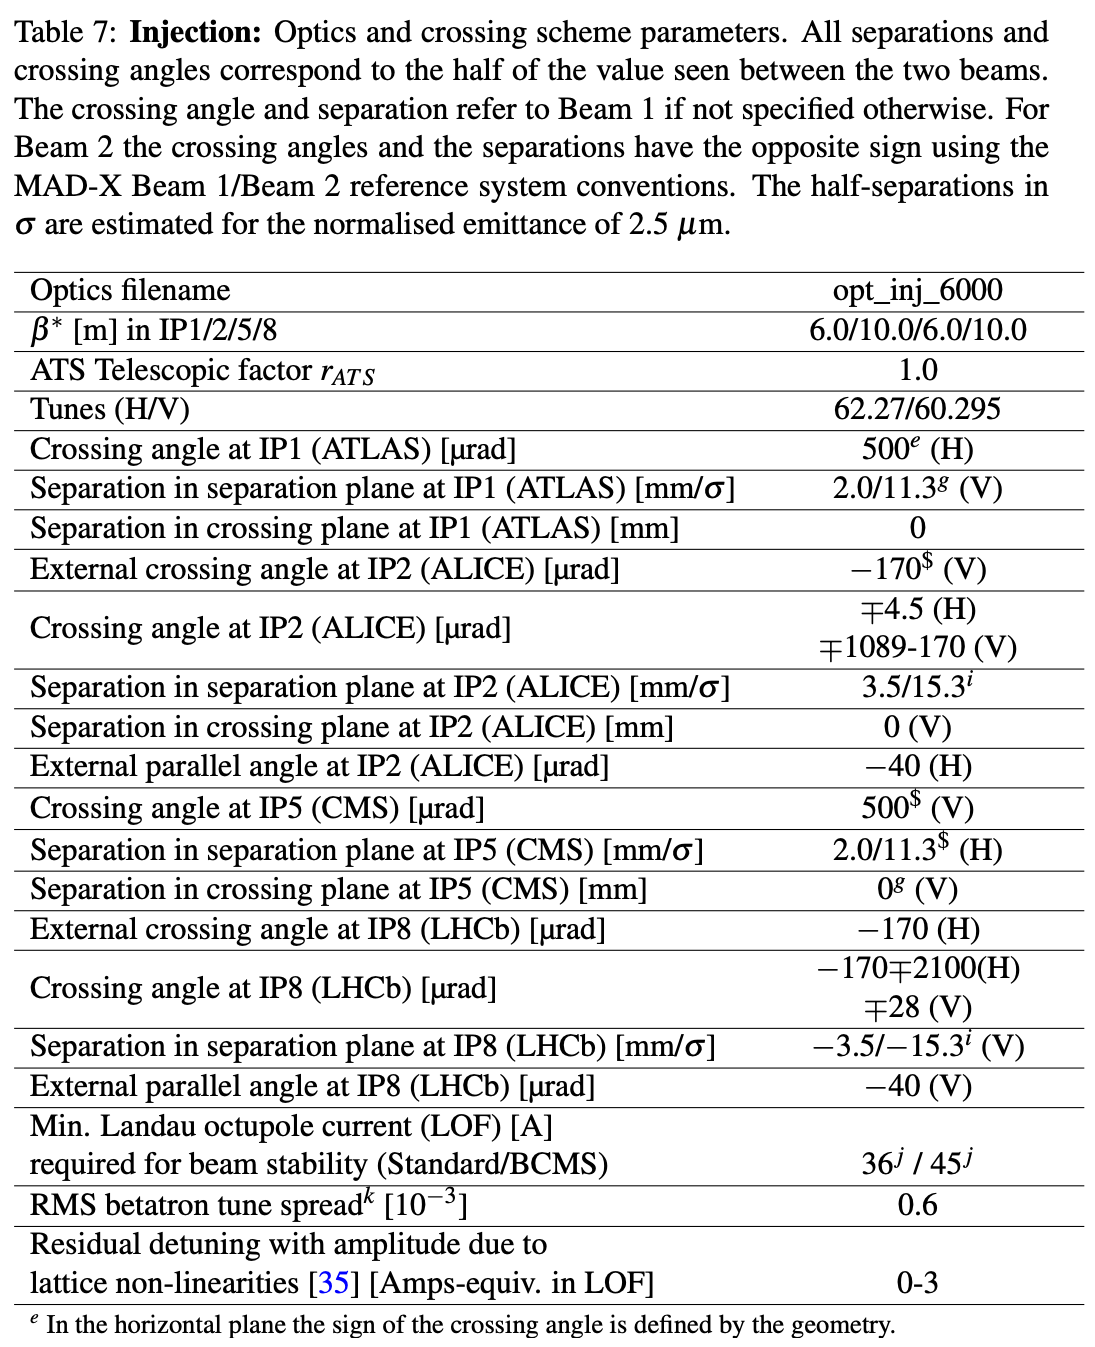 Table 7: Injection: Optics and crossing scheme parameters. All separations and
crossing angles correspond to the half of the value seen between the two beams.
The crossing angle and separation refer to Beam 1 if not specified otherwise. For
Beam 2 the crossing angles and the separations have the opposite sign using the
MAD-X Beam 1/Beam 2 reference system conventions. The half-separations in
σ are estimated for the normalised emittance of 2.5 μm.
Optics filename opt_inj_6000
β* [m] in IP1/2/5/8 6.0/10.0/6.0/10.0
ATS Telescopic factor r_ATS 1.0
Tunes (H/V) 62.27/60.295
Crossing angle at IP1 (ATLAS) [µrad] 500^e (H)
Separation in separation plane at IP1 (ATLAS) [mm/σ] 2.0/11.3^g (V)
Separation in crossing plane at IP1 (ATLAS) [mm] 0
External crossing angle at IP2 (ALICE) [µrad] −170^$ (V)
Crossing angle at IP2 (ALICE) [µrad] ∓4.5 (H)
∓1089-170 (V)
Separation in separation plane at IP2 (ALICE) [mm/σ] 3.5/15.3^i
Separation in crossing plane at IP2 (ALICE) [mm] 0 (V)
External parallel angle at IP2 (ALICE) [µrad] −40 (H)
Crossing angle at IP5 (CMS) [µrad] 500^$ (V)
Separation in separation plane at IP5 (CMS) [mm/σ] 2.0/11.3^$ (H)
Separation in crossing plane at IP5 (CMS) [mm] 0^g (V)
External crossing angle at IP8 (LHCb) [µrad] −170 (H)
Crossing angle at IP8 (LHCb) [µrad] −170∓2100(H)
∓28 (V)
Separation in separation plane at IP8 (LHCb) [mm/σ] −3.5/−15.3^i (V)
External parallel angle at IP8 (LHCb) [µrad] −40 (V)
Min. Landau octupole current (LOF) [A]
required for beam stability (Standard/BCMS) 36^j / 45^j
RMS betatron tune spread^k [10^−3] 0.6
Residual detuning with amplitude due to
lattice non-linearities [35] [Amps-equiv. in LOF] 0-3
^e In the horizontal plane the sign of the crossing angle is defined by the geometry.